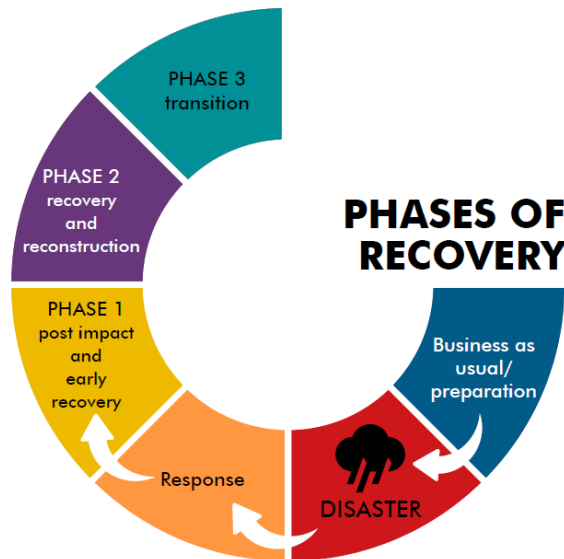 PHASES OF
RECOVERY
Business as
usual/
preparation
DISASTER
Response
PHASE 1
post impact
and
early
recovery
PHASE 2
recovery
and
reconstruction
PHASE 3
transition